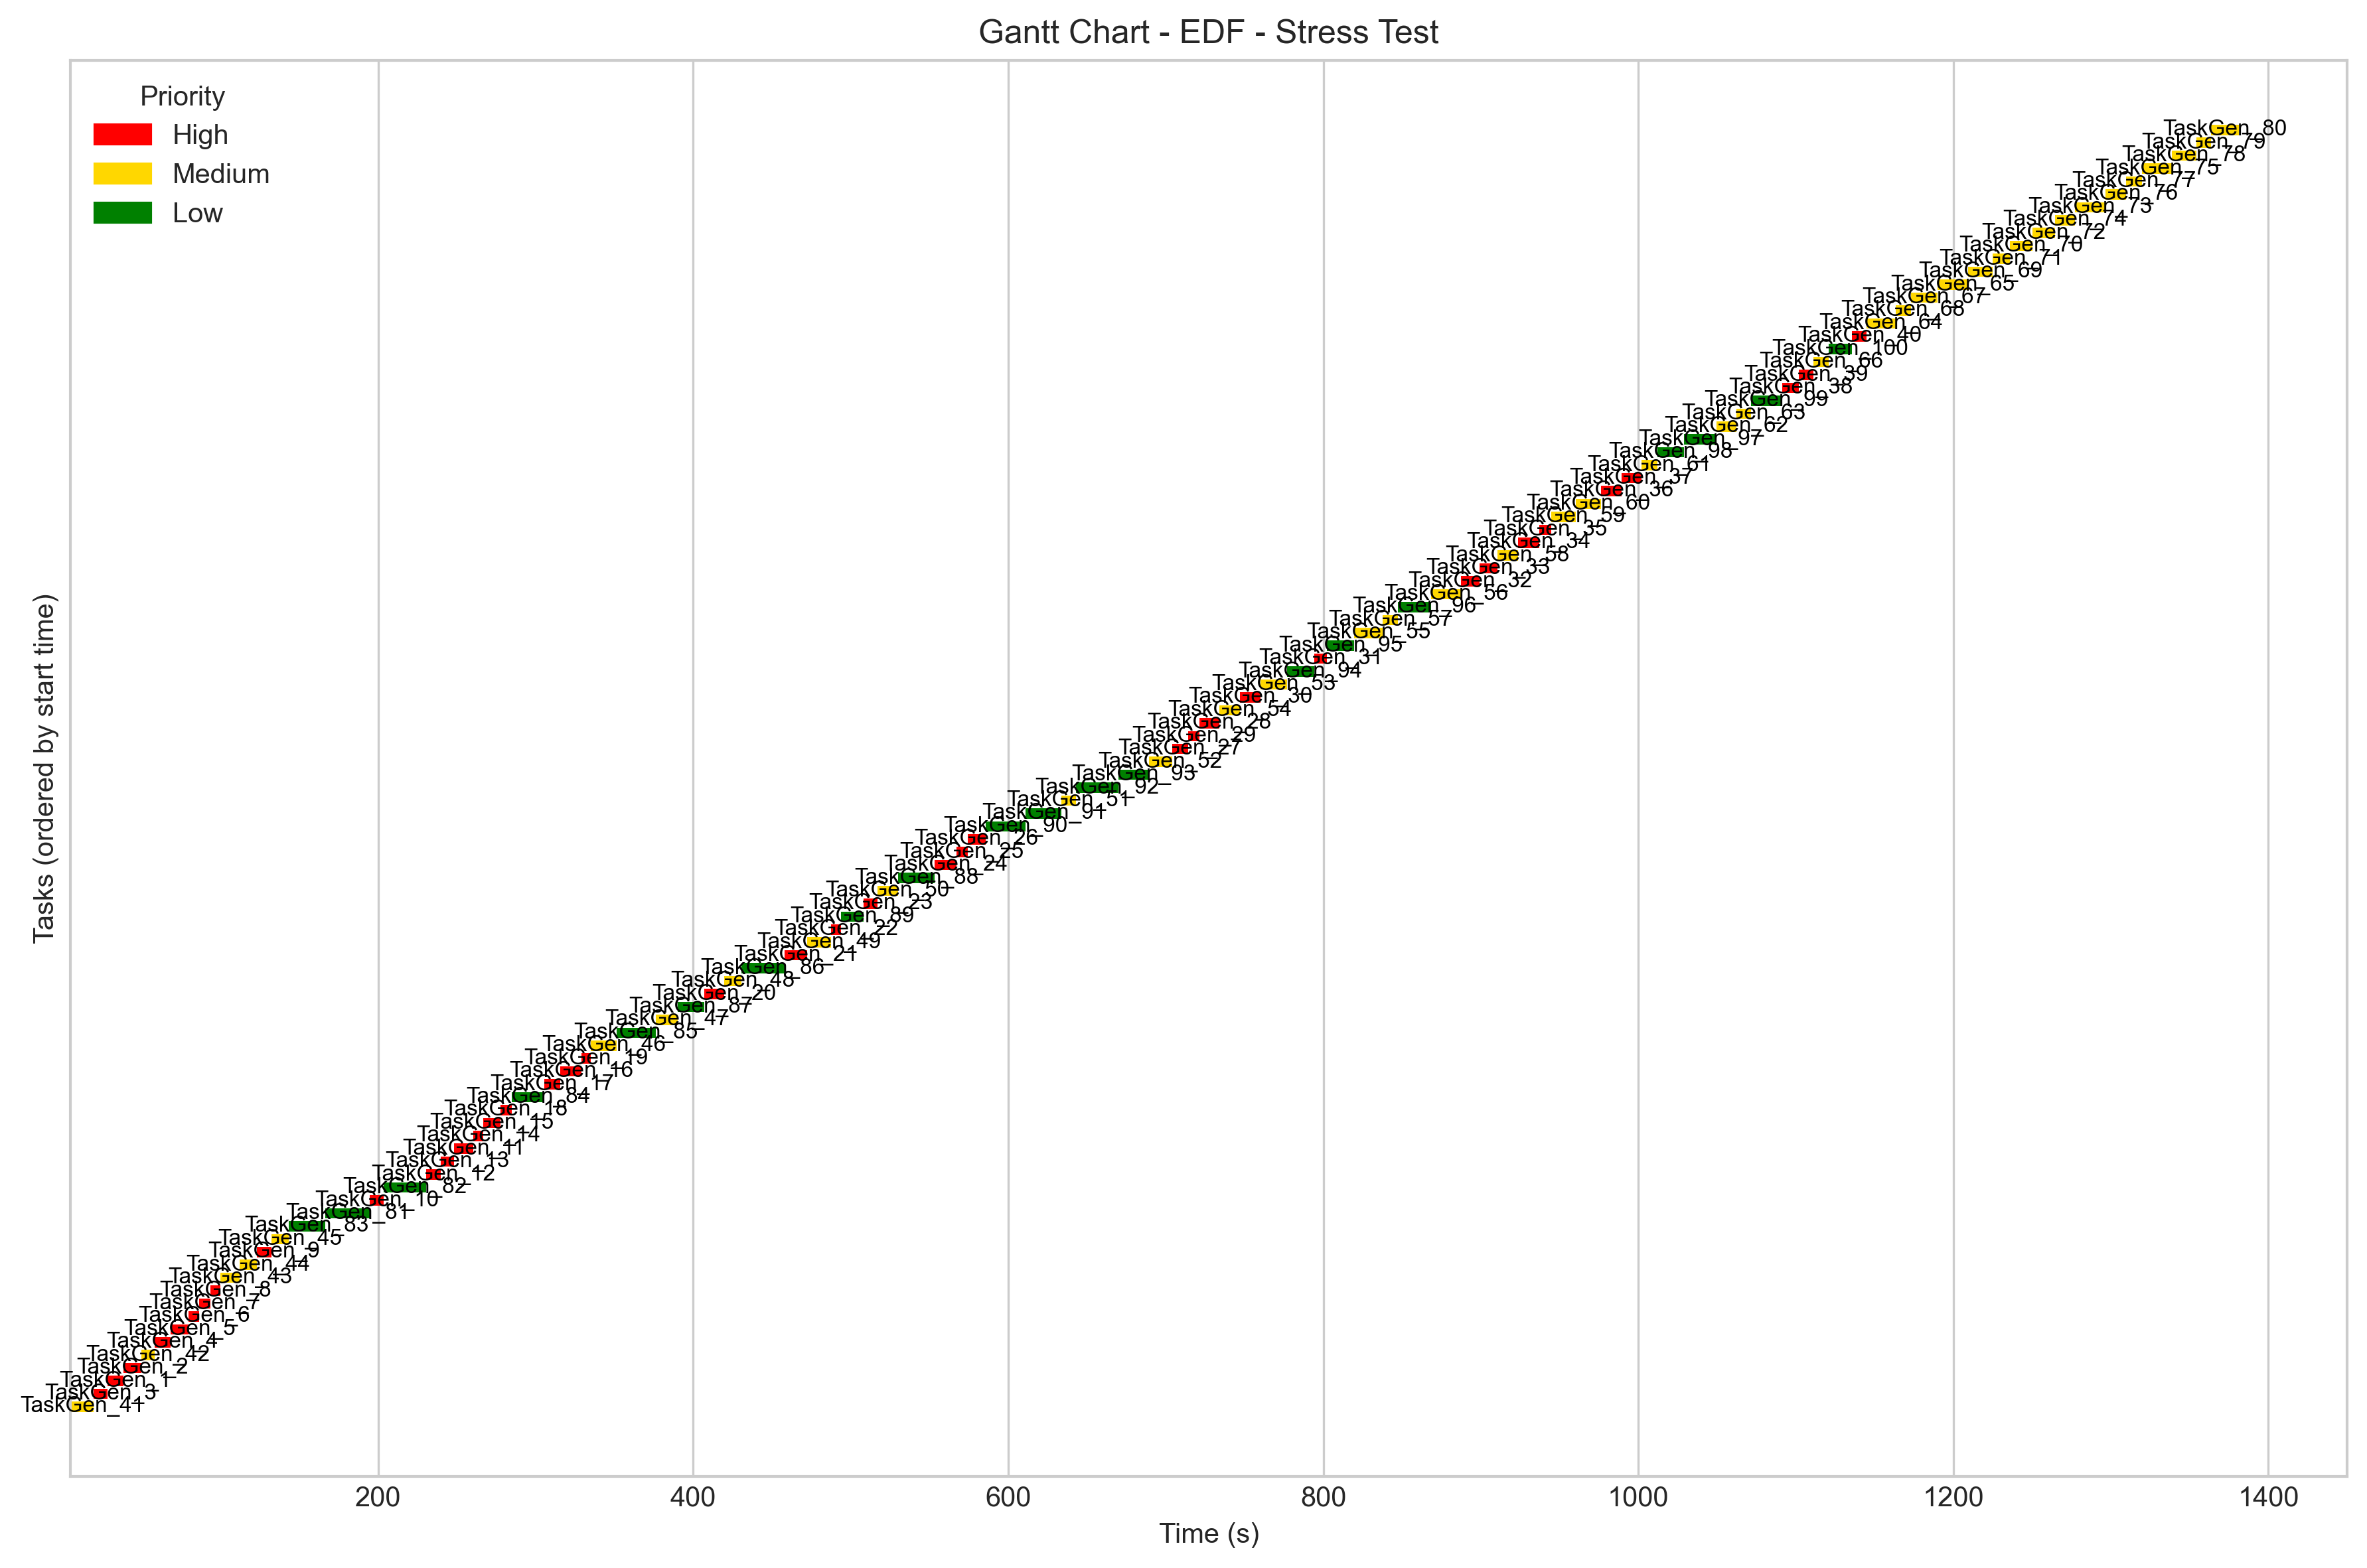 Gantt Chart - EDF - Stress Test
Priority
High
Medium
Low
TaskGen_80
TaskGen_79
TaskGen_78
TaskGen_75
TaskGen_77
TaskGen_76
TaskGen_73
TaskGen_74
TaskGen_72
TaskGen_70
TaskGen_71
TaskGen_69
TaskGen_65
TaskGen_67
TaskGen_68
TaskGen_64
TaskGen_40
TaskGen_100
TaskGen_66
TaskGen_39
TaskGen_38
TaskGen_99
TaskGen_63
TaskGen_62
TaskGen_97
TaskGen_98
TaskGen_61
TaskGen_37
TaskGen_36
TaskGen_60
TaskGen_59
TaskGen_35
TaskGen_34
TaskGen_58
TaskGen_33
TaskGen_32
TaskGen_56
TaskGen_96
TaskGen_57
TaskGen_55
TaskGen_95
TaskGen_31
TaskGen_94
TaskGen_53
TaskGen_30
TaskGen_54
TaskGen_28
TaskGen_29
TaskGen_27
TaskGen_52
TaskGen_93
TaskGen_92
TaskGen_51
TaskGen_91
TaskGen_90
TaskGen_26
TaskGen_25
TaskGen_24
TaskGen_88
TaskGen_50
TaskGen_23
TaskGen_89
TaskGen_22
TaskGen_49
TaskGen_21
TaskGen_86
TaskGen_48
TaskGen_20
TaskGen_87
TaskGen_47
TaskGen_85
TaskGen_46
TaskGen_19
TaskGen_16
TaskGen_17
TaskGen_84
TaskGen_18
TaskGen_15
TaskGen_14
TaskGen_11
TaskGen_13
TaskGen_12
TaskGen_82
TaskGen_10
TaskGen_81
TaskGen_83
TaskGen_45
TaskGen_9
TaskGen_44
TaskGen_43
TaskGen_8
TaskGen_7
TaskGen_6
TaskGen_5
TaskGen_4
TaskGen_42
TaskGen_2
TaskGen_1
TaskGen_3
TaskGen_41
Tasks (ordered by start time)
200 400 600 800 1000 1200 1400
Time (s)